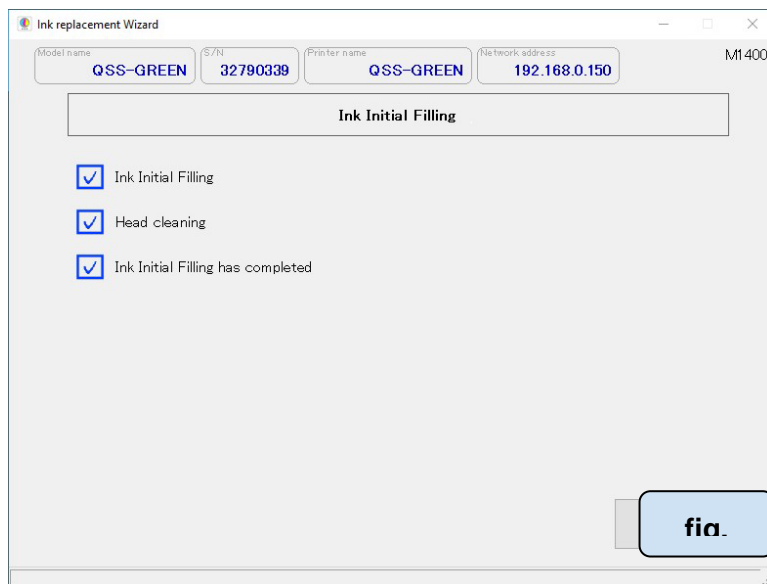 Ink replacement Wizard
Model name
QSS-GREEN
S/N
32790339
Printer name
QSS-GREEN
Network address
192.168.0.150
M1400
Ink Initial Filling
Ink Initial Filling
Head cleaning
Ink Initial Filling has completed
fig.